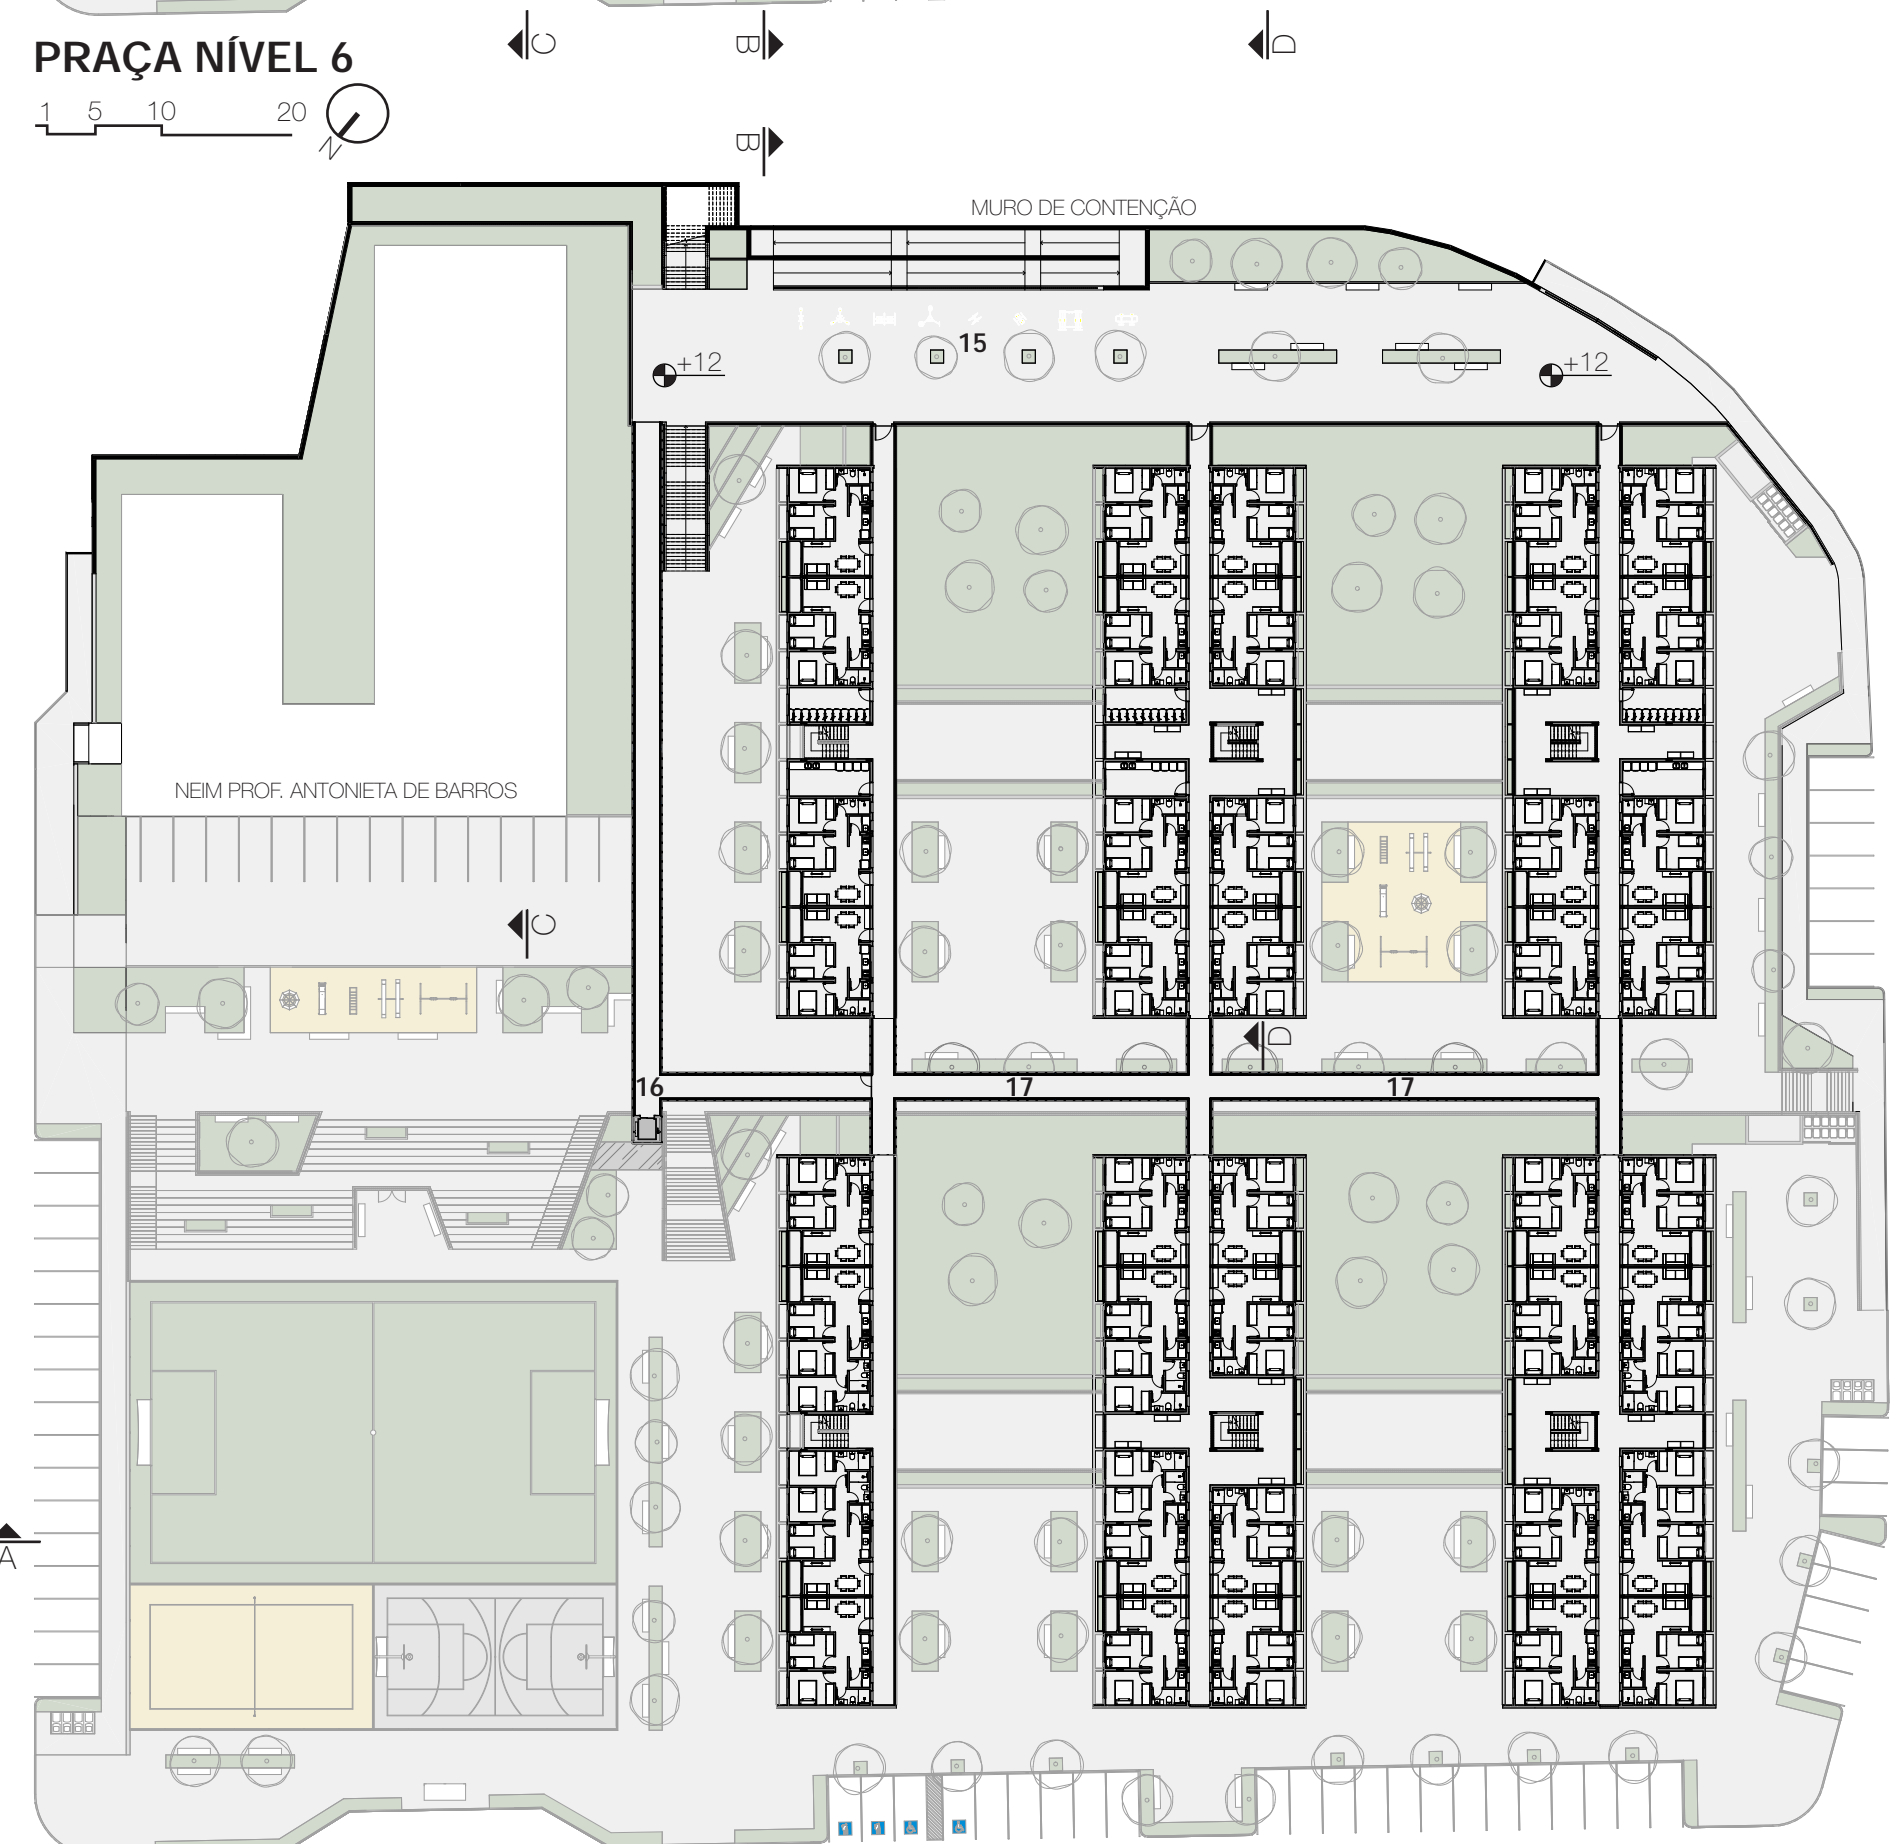 C
B
D
PRAÇA NÍVEL 6
1 5 10 20
N
B
MURO DE CONTENÇÃO
15
+12
+12
NEIM PROF. ANTONIETA DE BARROS
C
D
16
17
17
A